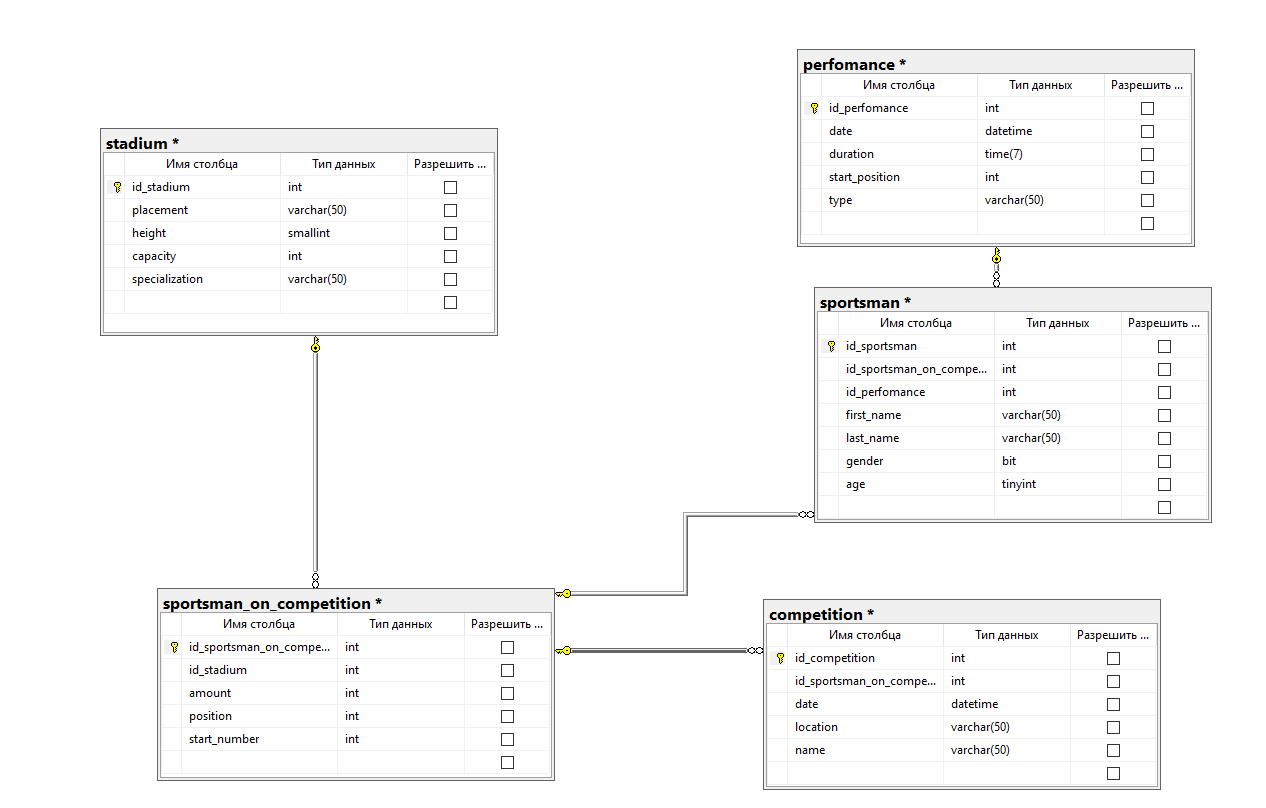 perfomance *
Имя столбца Тип данных Разрешить ...
id_perfomance int
date datetime
duration time(7)
start_position int
type varchar(50)
stadium *
Имя столбца Тип данных Разрешить ...
id_stadium int
placement varchar(50)
height smallint
capacity int
specialization varchar(50)
sportsman *
Имя столбца Тип данных Разрешить ...
id_sportsman int
id_sportsman_on_compe... int
id_perfomance int
first_name varchar(50)
last_name varchar(50)
gender bit
age tinyint
sportsman_on_competition *
Имя столбца Тип данных Разрешить ...
id_sportsman_on_compe... int
id_stadium int
amount int
position int
start_number int
competition *
Имя столбца Тип данных Разрешить ...
id_competition int
id_sportsman_on_compe... int
date datetime
location varchar(50)
name varchar(50)